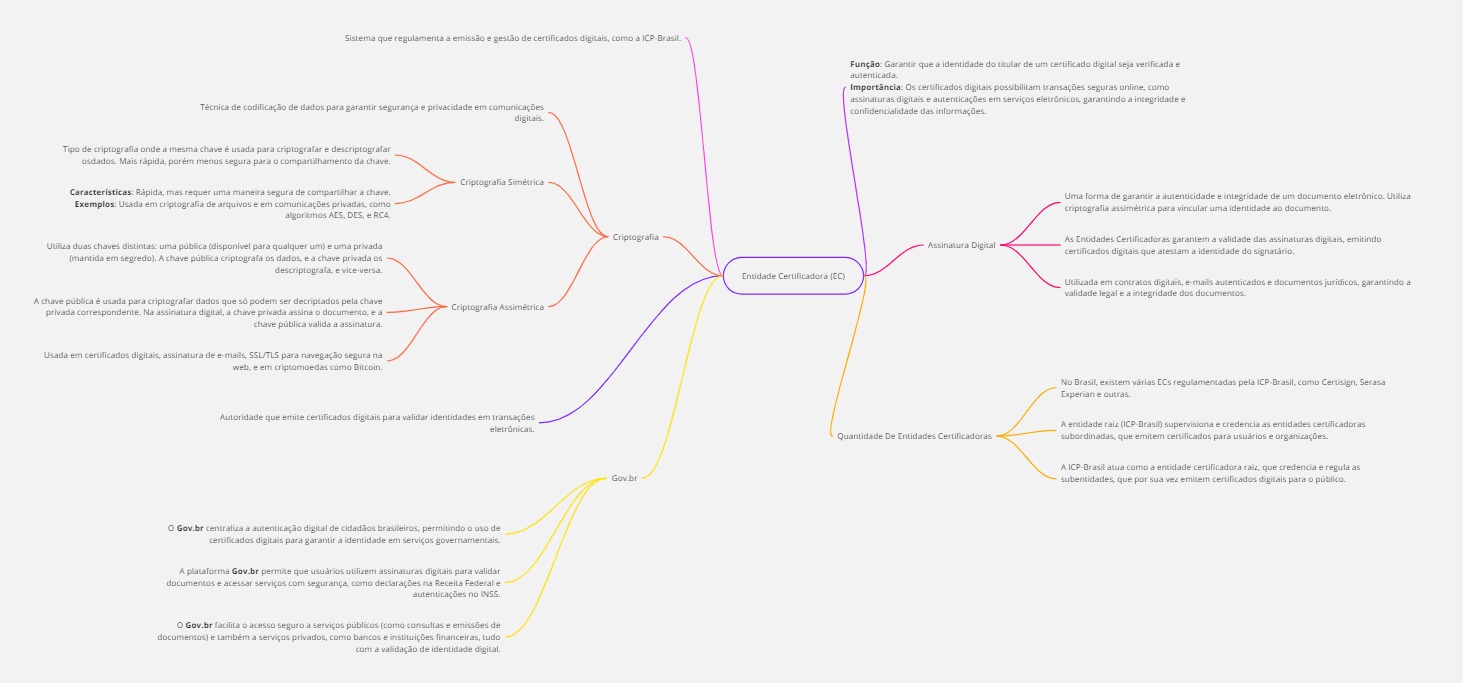 Sistema que regulamenta a emissão e gestão de certificados digitais, como a ICP-Brasil.
Técnica de codificação de dados para garantir segurança e privacidade em comunicações
digitais.
Tipo de criptografia onde a mesma chave é usada para criptografar e descriptografar
osdados. Mais rápida, porém menos segura para o compartilhamento da chave.
Criptografia Simétrica
Características: Rápida, mas requer uma maneira segura de compartilhar a chave.
Exemplos: Usada em criptografia de arquivos e em comunicações privadas, como
algoritmos AES, DES, e RC4.
Criptografia
Utiliza duas chaves distintas: uma pública (disponível para qualquer um) e uma privada
(mantida em segredo). A chave pública criptografa os dados, e a chave privada os
descriptografa, e vice-versa.
A chave pública é usada para criptografar dados que só podem ser decriptados pela chave
privada correspondente. Na assinatura digital, a chave privada assina o documento, e a
chave pública valida a assinatura.
Criptografia Assimétrica
Usada em certificados digitais, assinatura de e-mails, SSL/TLS para navegação segura na
web, e em criptomoedas como Bitcoin.
Autoridade que emite certificados digitais para validar identidades em transações
eletrônicas.
Gov.br
O Gov.br centraliza a autenticação digital de cidadãos brasileiros, permitindo o uso de
certificados digitais para garantir a identidade em serviços governamentais.
A plataforma Gov.br permite que usuários utilizem assinaturas digitais para validar
documentos e acessar serviços com segurança, como declarações na Receita Federal e
autenticações no INSS.
O Gov.br facilita o acesso seguro a serviços públicos (como consultas e emissões de
documentos) e também a serviços privados, como bancos e instituições financeiras, tudo
com a validação de identidade digital.
Entidade Certificadora (EC)
Função: Garantir que a identidade do titular de um certificado digital seja verificada e
autenticada.
Importância: Os certificados digitais possibilitam transações seguras online, como
assinaturas digitais e autenticações em serviços eletrônicos, garantindo a integridade e
confidencialidade das informações.
Assinatura Digital
Uma forma de garantir a autenticidade e integridade de um documento eletrônico. Utiliza
criptografia assimétrica para vincular uma identidade ao documento.
As Entidades Certificadoras garantem a validade das assinaturas digitais, emitindo
certificados digitais que atestam a identidade do signatário.
Utilizada em contratos digitais, e-mails autenticados e documentos jurídicos, garantindo a
validade legal e a integridade dos documentos.
Quantidade De Entidades Certificadoras
No Brasil, existem várias ECs regulamentadas pela ICP-Brasil, como Certisign, Serasa
Experian e outras.
A entidade raiz (ICP-Brasil) supervisiona e credencia as entidades certificadoras
subordinadas, que emitem certificados para usuários e organizações.
A ICP-Brasil atua como a entidade certificadora raiz, que credencia e regula as
subentidades, que por sua vez emitem certificados digitais para o público.